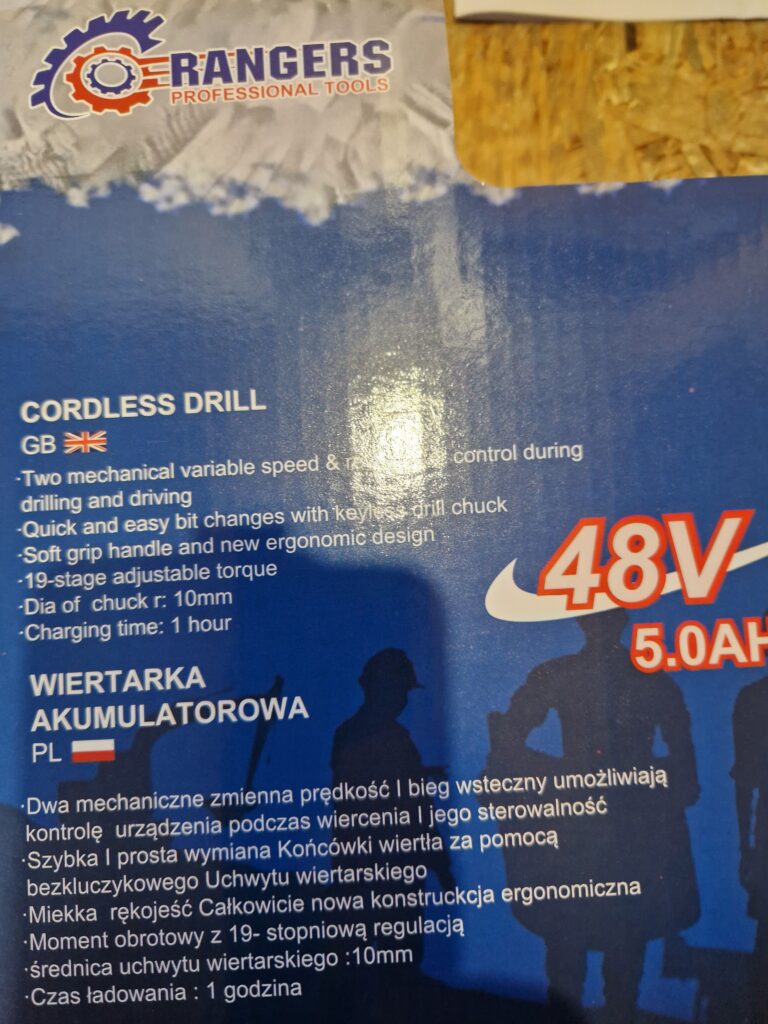 RANGERS
PROFESSIONAL TOOLS
CORDLESS DRILL
GB
·Two mechanical variable speed & control during
drilling and driving
·Quick and easy bit changes with keyless drill chuck
·Soft grip handle and new ergonomic design
·19-stage adjustable torque
·Dia of chuck r: 10mm
·Charging time: 1 hour
48V
5.0AH
WIERTARKA
AKUMULATOROWA
PL
·Dwa mechaniczne zmienna prędkość I bieg wsteczny umożliwiają
kontrolę urządzenia podczas wiercenia I jego sterowalność
·Szybka I prosta wymiana Końcówki wiertła za pomocą
bezkluczykowego Uchwytu wiertarskiego
·Miekka rękojeść Całkowicie nowa konstruckcja ergonomiczna
·Moment obrotowy z 19- stopniową regulacją
·średnica uchwytu wiertarskiego :10mm
·Czas ładowania : 1 godzina